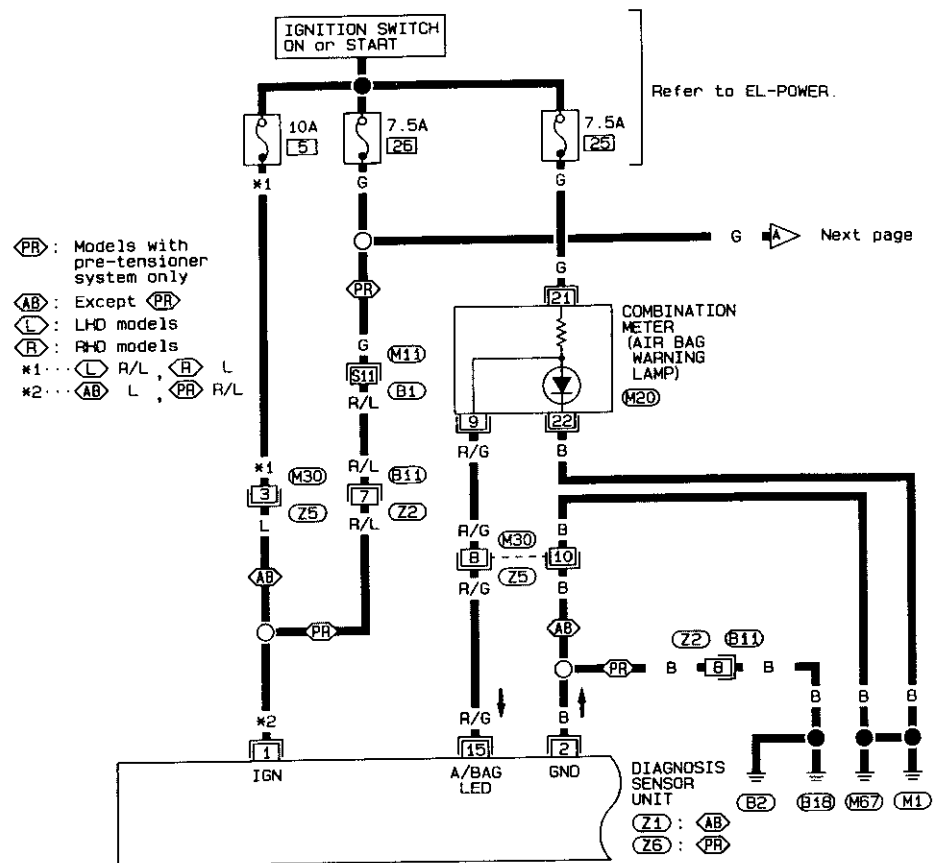 IGNITION SWITCH
ON or START
Refer to EL-POWER.
10A
5
7.5A
26
7.5A
25
*1
G
G
G
A
Next page
PR : Models with
pre-tensioner
system only
AB : Except PR
L : LHD models
R : RHD models
*1··· L R/L , R L
*2··· AB L , PR R/L
PR
G
21
COMBINATION
METER
(AIR BAG
WARNING
LAMP)
M20
G
M11
S11
B1
R/L
9
22
R/G
B
*1
M30
3
Z5
L
R/L
B11
7
Z2
R/L
R/G
B
M30
8
10
Z5
R/G
B
AB
AB
PR
PR
B
Z2
B11
8
B
B
B
B
*2
R/G
B
1
15
2
IGN
A/BAG
LED
GND
DIAGNOSIS
SENSOR
UNIT
Z1 : AB
Z6 : PR
B2
B18
M67
M1